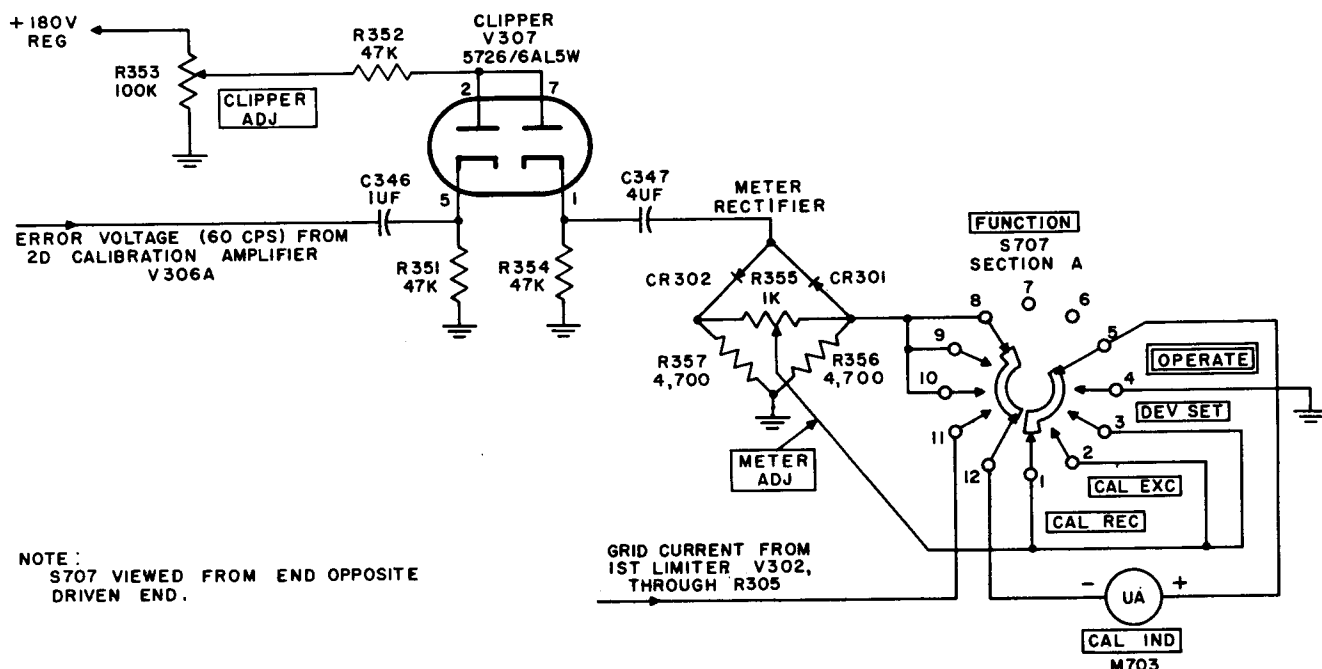 +180V
REG
R353
100K
CLIPPER
ADJ
R352
47K
CLIPPER
V307
5726/6AL5W
2
7
5
1
C346
1UF
C347
4UF
ERROR VOLTAGE (60 CPS) FROM
2D CALIBRATION AMPLIFIER
V306A
R351
47K
R354
47K
METER
RECTIFIER
CR302
R355
1K
CR301
R357
4,700
R356
4,700
METER
ADJ
FUNCTION
S707
SECTION A
7
8
6
9
5
10
4
11
3
12
1
2
OPERATE
DEV SET
CAL EXC
CAL REC
GRID CURRENT FROM
1ST LIMITER V302,
THROUGH R305
- UA +
CAL IND
M703
NOTE:
S707 VIEWED FROM END OPPOSITE
DRIVEN END.